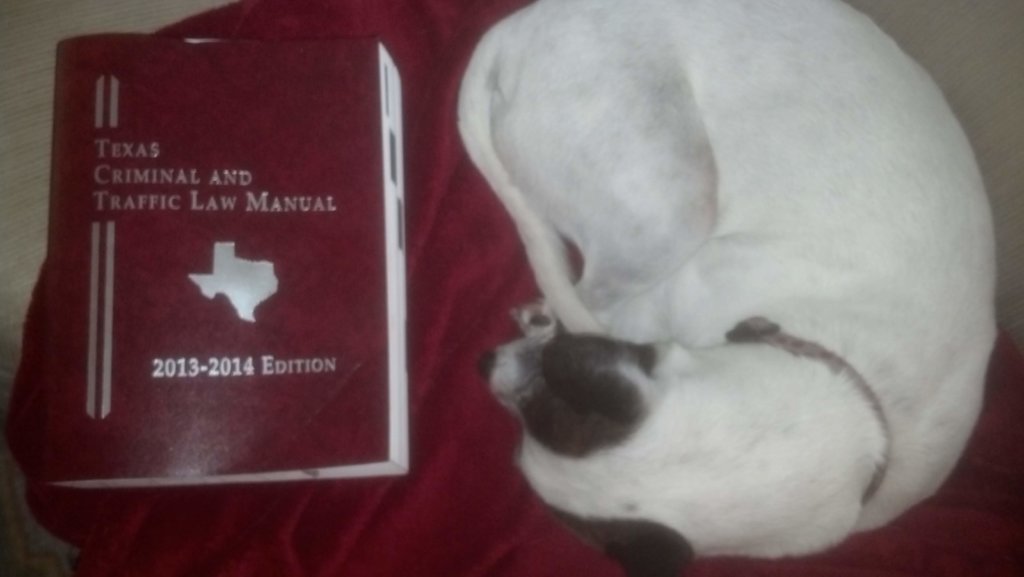 Texas
Criminal and
Traffic Law Manual
2013-2014 Edition